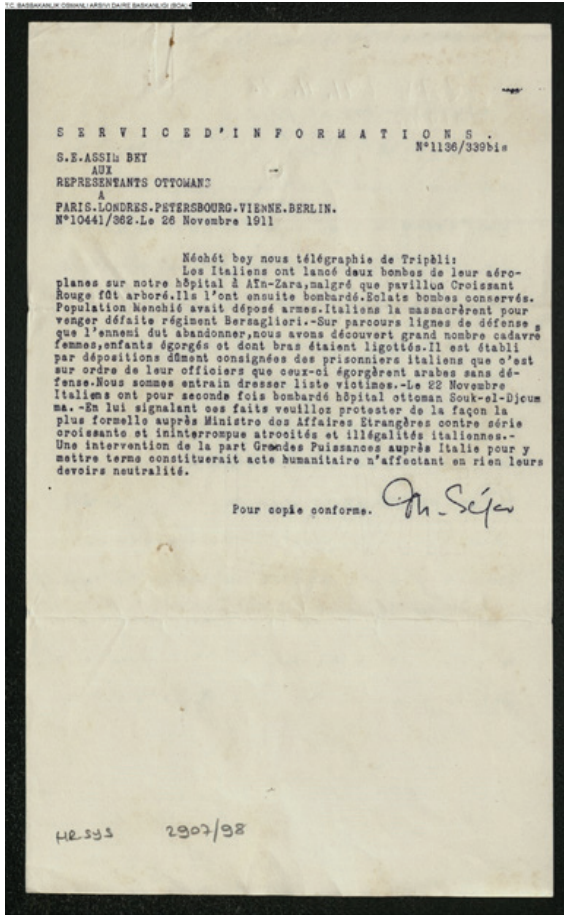 T.C. BASBAKANLIK OSMANLI ARSIVI DAIRE BASKANLIGI (BOA)
SERVICE D'INFORMATIONS.
N°1136/339bis
S.E.ASSIM BEY
AUX
REPRESENTANTS OTTOMANS
A
PARIS.LONDRES.PETERSBOURG.VIENNE.BERLIN.
N°10441/362.Le 26 Novembre 1911
Néchét bey nous télégraphie de Tripoli:
Les Italiens ont lancé deux bombes de leur aéro-
planes sur notre hôpital à Aïn-Zara,malgré que pavillon Croissant
Rouge fût arboré.Ils l'ont ensuite bombardé.Eclats bombes conservés.
Population Menchié avait déposé armes.Italiens la massacrèrent pour
venger défaite régiment Bersaglieri.-Sur parcours lignes de défense,
que l'ennemi dut abandonner,nous avons découvert grand nombre cadavre
femmes,enfants égorgés et dont bras étaient ligottés.Il est établi
par dépositions dûment consignées des prisonniers italiens que c'est
sur ordre de leur officiers que ceux-ci égorgèrent arabes sans dé-
fense.Nous sommes entrain dresser liste victimes.-Le 22 Novembre
Italiens ont pour seconde fois bombardé hôpital ottoman Souk-el-Djoum
ma. -En lui signalant ces faits veuillez protester de la façon la
plus formelle auprès Ministre des Affaires Etrangères contre série
croissante et ininterrompue atrocités et illégalités italiennes.-
Une intervention de la part Grandes Puissances auprès Italie pour y
mettre terme constituerait acte humanitaire n'affectant en rien leurs
devoirs neutralité.
Pour copie conforme.
HR SYS 2907/98